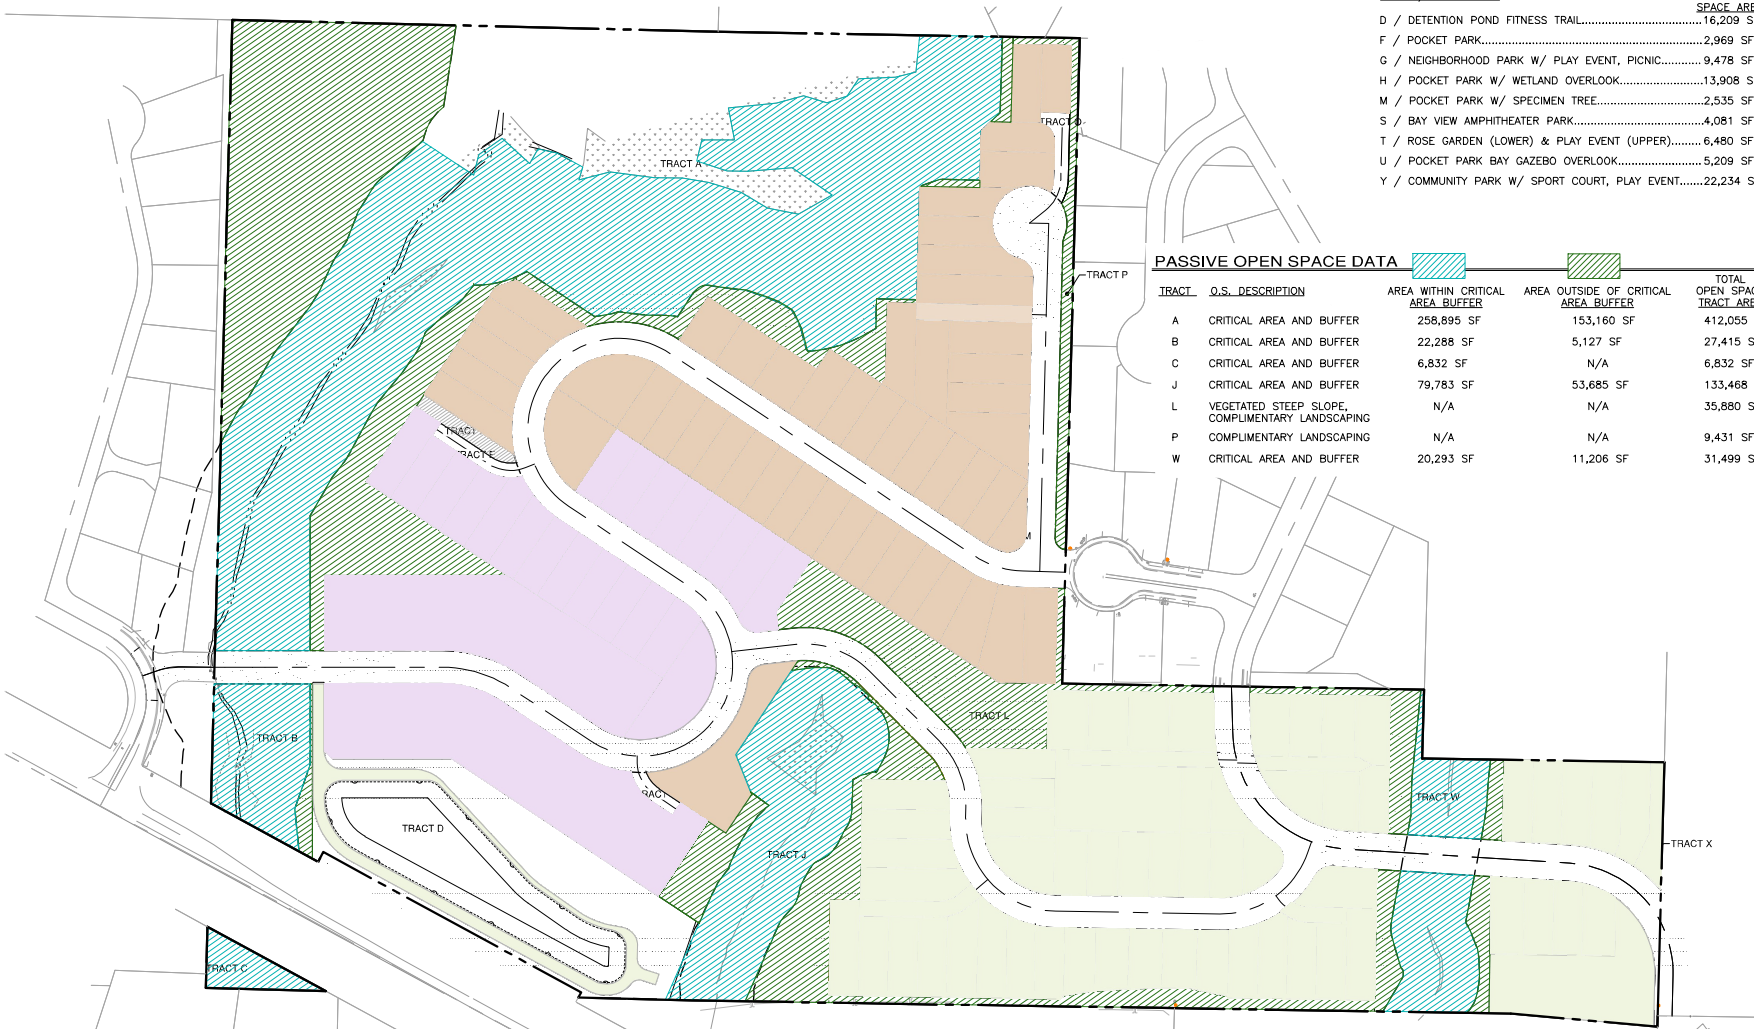 SPACE ARE
D / DETENTION POND FITNESS TRAIL..............................16,209 S
F / POCKET PARK........................................................2,969 SF
G / NEIGHBORHOOD PARK W/ PLAY EVENT, PICNIC..........9,478 SF
H / POCKET PARK W/ WETLAND OVERLOOK.....................13,908 S
M / POCKET PARK W/ SPECIMEN TREE...........................2,535 SF
S / BAY VIEW AMPHITHEATER PARK................................4,081 SF
T / ROSE GARDEN (LOWER) & PLAY EVENT (UPPER).......6,480 SF
U / POCKET PARK BAY GAZEBO OVERLOOK.....................5,209 SF
Y / COMMUNITY PARK W/ SPORT COURT, PLAY EVENT......22,234 S
PASSIVE OPEN SPACE DATA
TRACT O.S. DESCRIPTION AREA WITHIN CRITICAL AREA BUFFER AREA OUTSIDE OF CRITICAL AREA BUFFER TOTAL OPEN SPAC TRACT ARE
A CRITICAL AREA AND BUFFER 258,895 SF 153,160 SF 412,055
B CRITICAL AREA AND BUFFER 22,288 SF 5,127 SF 27,415 S
C CRITICAL AREA AND BUFFER 6,832 SF N/A 6,832 SF
J CRITICAL AREA AND BUFFER 79,783 SF 53,685 SF 133,468
L VEGETATED STEEP SLOPE, N/A N/A 35,880 S
COMPLIMENTARY LANDSCAPING
P COMPLIMENTARY LANDSCAPING N/A N/A 9,431 SF
W CRITICAL AREA AND BUFFER 20,293 SF 11,206 SF 31,499 S
TRACT O
TRACT A
TRACT P
TRACT
TRACT E
M
TRACT L
TRACT B
RACT
TRACT W
TRACT D
TRACT J
TRACT X
TRACT C